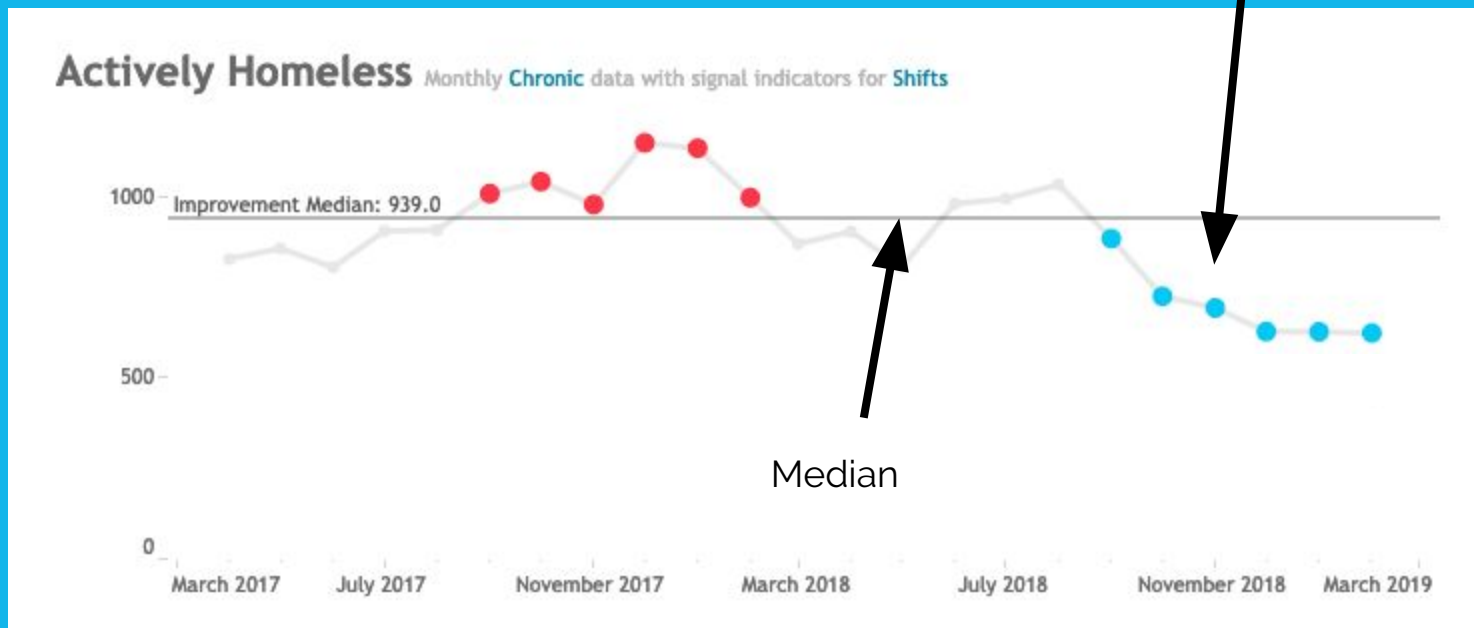 Actively Homeless Monthly Chronic data with signal indicators for Shifts
1000
Improvement Median: 939.0
500
Median
0
March 2017 July 2017 November 2017 March 2018 July 2018 November 2018 March 2019